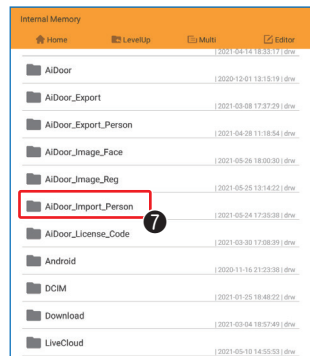 Internal Memory
Home LevelUp Multi Editor
| 2021-04-14 18:33:17 | drw
AiDoor
| 2020-12-01 13:15:19 | drw
AiDoor_Export
| 2021-03-08 17:37:29 | drw
AiDoor_Export_Person
| 2021-04-28 11:18:54 | drw
AiDoor_Image_Face
| 2021-05-26 18:00:30 | drw
AiDoor_Image_Reg
| 2021-05-25 13:14:22 | drw
AiDoor_Import_Person
7
| 2021-05-24 17:35:38 | drw
AiDoor_License_Code
| 2021-03-30 17:08:39 | drw
Android
| 2020-11-16 21:23:38 | drw
DCIM
| 2021-01-25 18:48:22 | drw
Download
| 2021-03-04 18:57:49 | drw
LiveCloud
| 2021-05-10 14:55:53 | drw